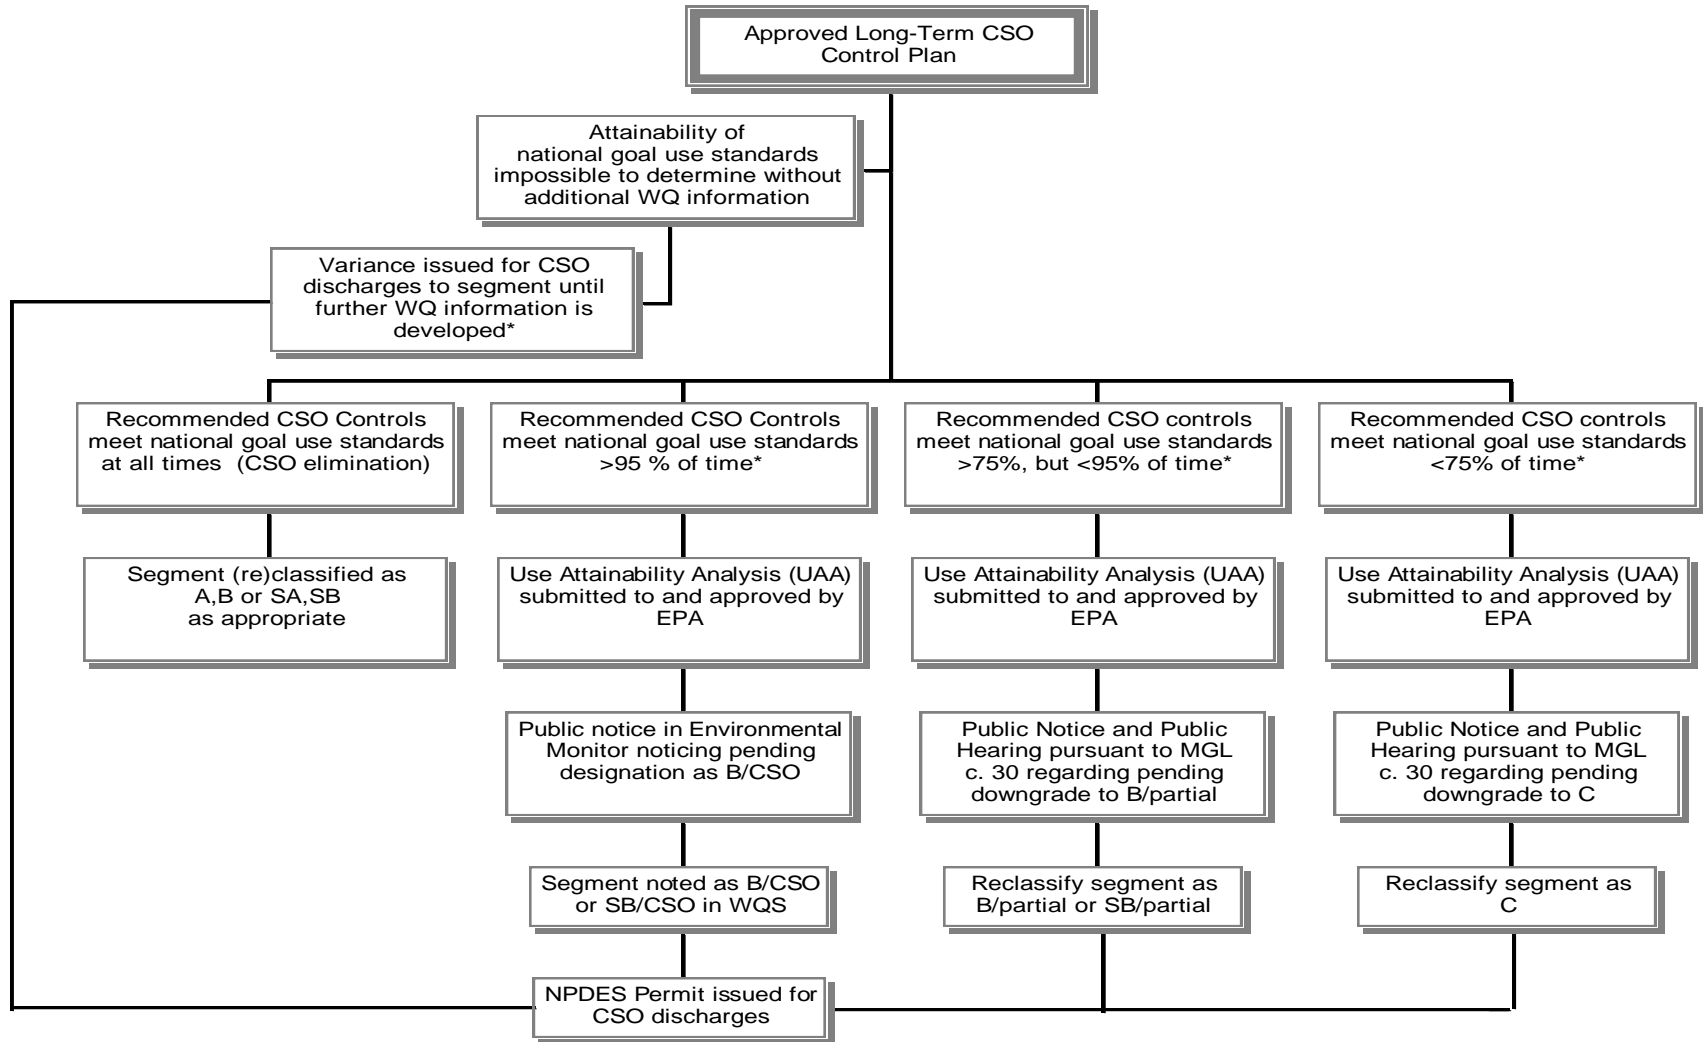 Approved Long-Term CSO
Control Plan
Attainability of
national goal use standards
impossible to determine without
additional WQ information
Variance issued for CSO
discharges to segment until
further WQ information is
developed*
Recommended CSO Controls
meet national goal use standards
at all times (CSO elimination)
Recommended CSO Controls
meet national goal use standards
>95 % of time*
Recommended CSO controls
meet national goal use standards
>75%, but <95% of time*
Recommended CSO controls
meet national goal use standards
<75% of time*
Segment (re)classified as
A,B or SA,SB
as appropriate
Use Attainability Analysis (UAA)
submitted to and approved by
EPA
Use Attainability Analysis (UAA)
submitted to and approved by
EPA
Use Attainability Analysis (UAA)
submitted to and approved by
EPA
Public notice in Environmental
Monitor noticing pending
designation as B/CSO
Public Notice and Public
Hearing pursuant to MGL
c. 30 regarding pending
downgrade to B/partial
Public Notice and Public
Hearing pursuant to MGL
c. 30 regarding pending
downgrade to C
Segment noted as B/CSO
or SB/CSO in WQS
Reclassify segment as
B/partial or SB/partial
Reclassify segment as
C
NPDES Permit issued for
CSO discharges